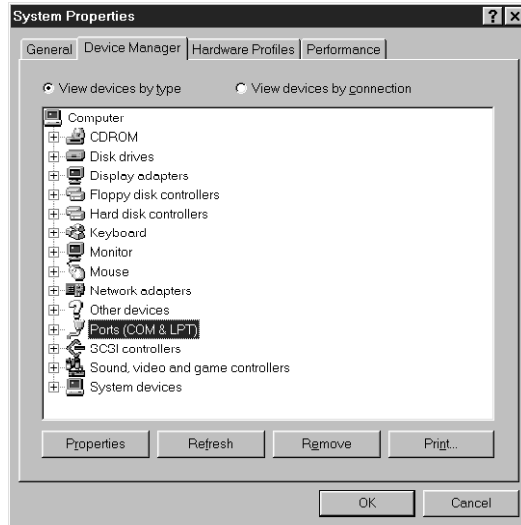 System Properties
General Device Manager Hardware Profiles Performance
View devices by type View devices by connection
Computer
CDROM
Disk drives
Display adapters
Floppy disk controllers
Hard disk controllers
Keyboard
Monitor
Mouse
Network adapters
Other devices
Ports (COM & LPT)
SCSI controllers
Sound, video and game controllers
System devices
Properties Refresh Remove Print...
OK Cancel